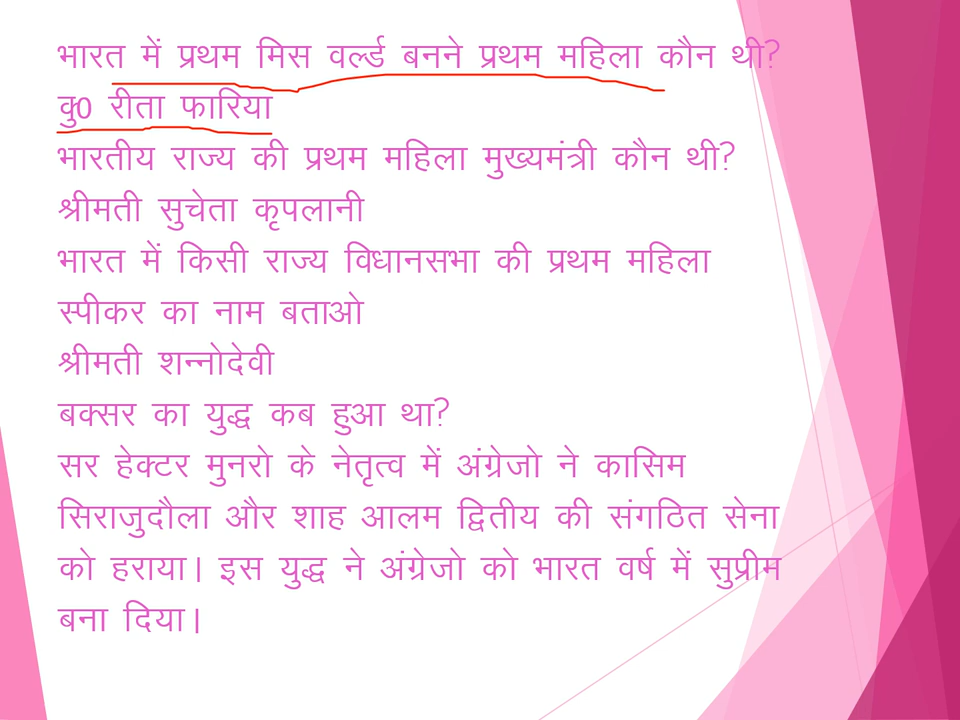 भारत में प्रथम मिस वर्ल्ड बनने प्रथम महिला कौन थी?
कु0 रीता फारिया
भारतीय राज्य की प्रथम महिला मुख्यमंत्री कौन थी?
श्रीमती सुचेता कृपलानी
भारत में किसी राज्य विधानसभा की प्रथम महिला
स्पीकर का नाम बताओ
श्रीमती शन्नोदेवी
बक्सर का युद्ध कब हुआ था?
सर हेक्टर मुनरो के नेतृत्व में अंग्रेजो ने कासिम
सिराजुदौला और शाह आलम द्वितीय की संगठित सेना
को हराया। इस युद्ध ने अंग्रेजो को भारत वर्ष में सुप्रीम
बना दिया।